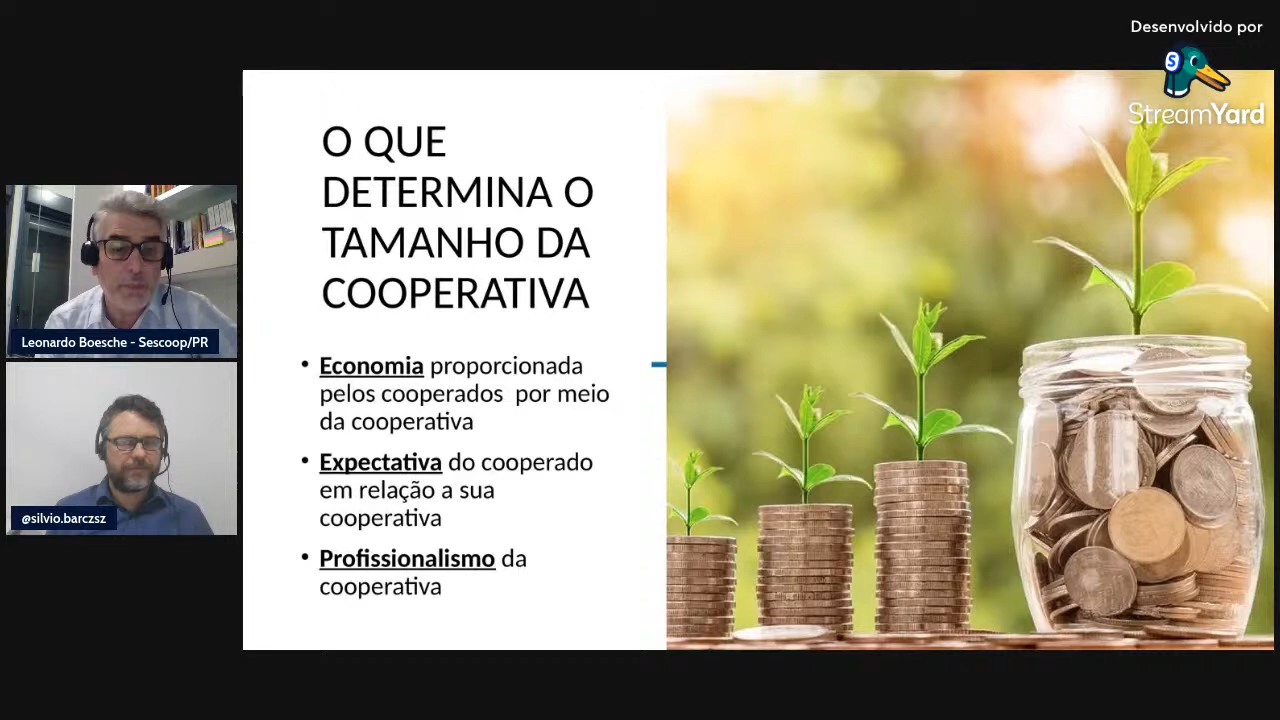 Desenvolvido por
StreamYard
O QUE
DETERMINA O
TAMANHO DA
COOPERATIVA
• Economia proporcionada
pelos cooperados por meio
da cooperativa
• Expectativa do cooperado
em relação a sua
cooperativa
• Profissionalismo da
cooperativa
Leonardo Boesche - Sescoop/PR
@silvio.barczsz